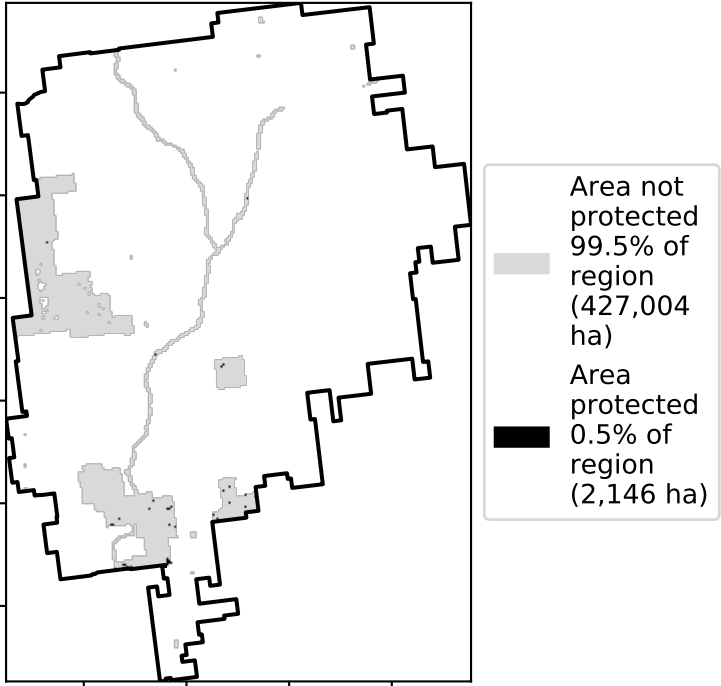 Area not
protected
99.5% of
region
(427,004
ha)
Area
protected
0.5% of
region
(2,146 ha)